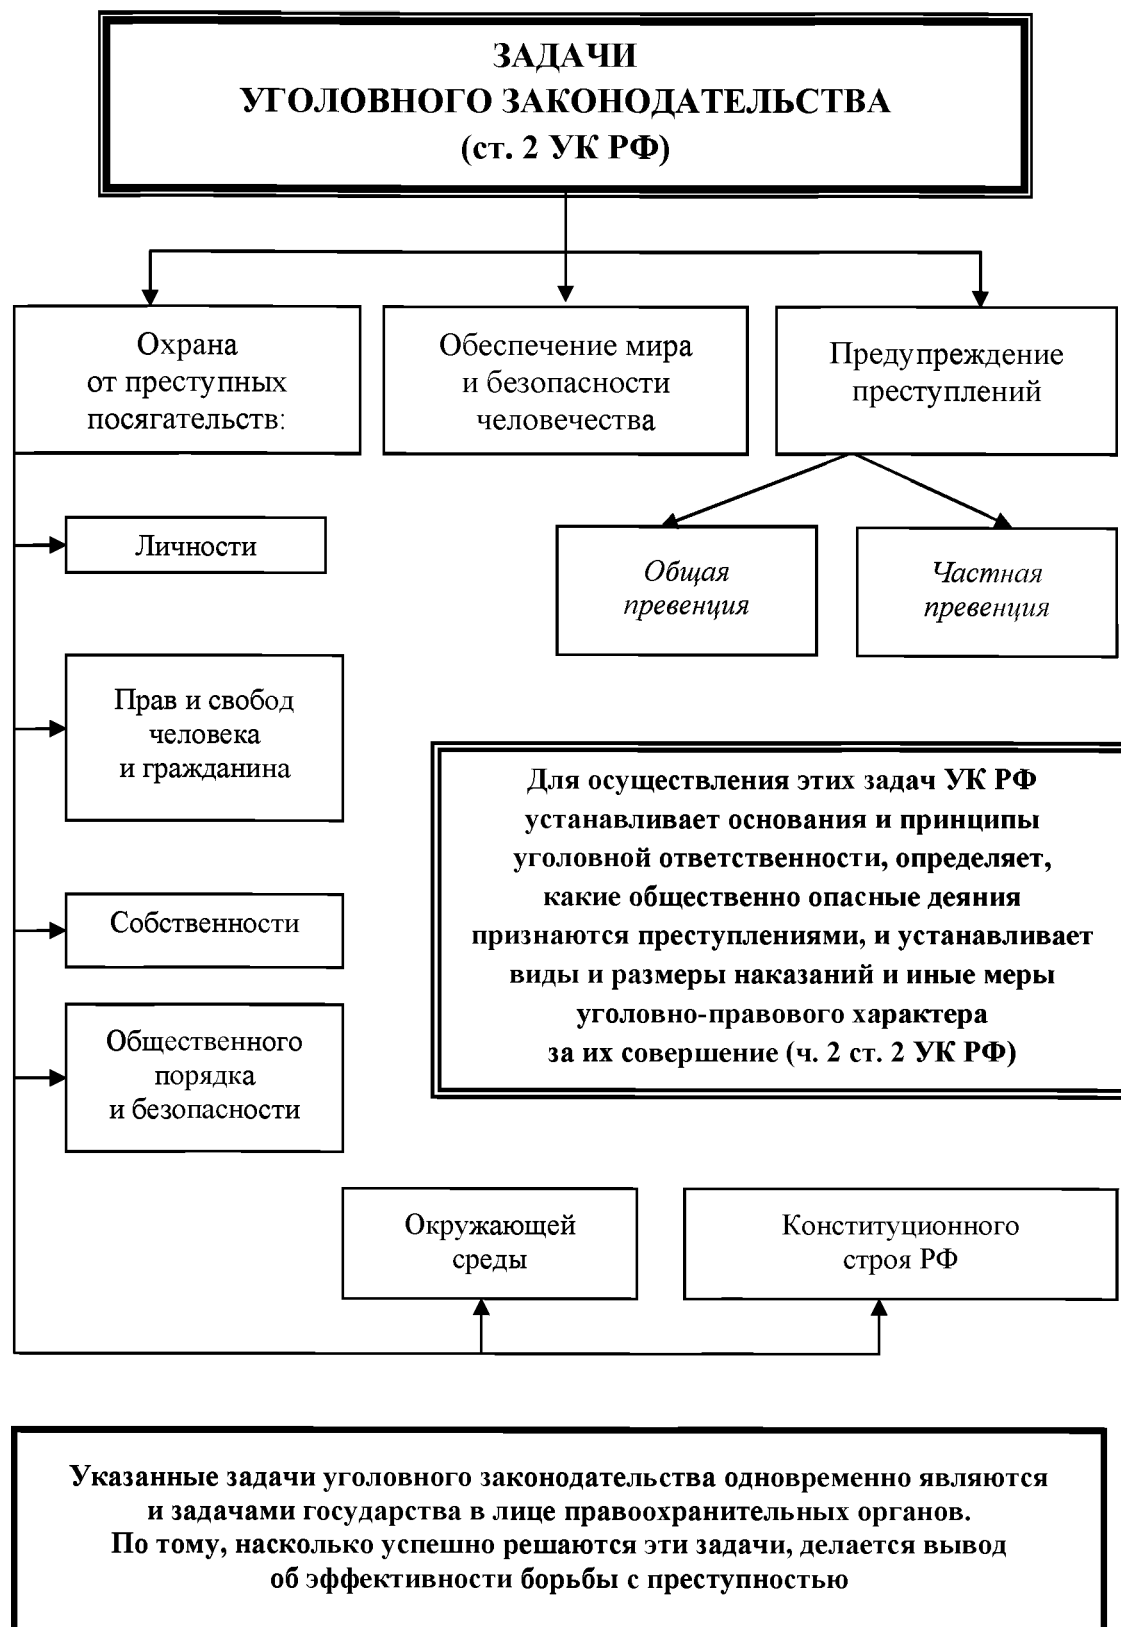 ЗАДАЧИ
УГОЛОВНОГО ЗАКОНОДАТЕЛЬСТВА
(ст. 2 УК РФ)
Охрана
от преступных
посягательств:
Обеспечение мира
и безопасности
человечества
Предупреждение
преступлений
Общая
превенция
Частная
превенция
Личности
Прав и свобод
человека
и гражданина
Собственности
Общественного
порядка
и безопасности
Для осуществления этих задач УК РФ
устанавливает основания и принципы
уголовной ответственности, определяет,
какие общественно опасные деяния
признаются преступлениями, и устанавливает
виды и размеры наказаний и иные меры
уголовно-правового характера
за их совершение (ч. 2 ст. 2 УК РФ)
Окружающей
среды
Конституционного
строя РФ
Указанные задачи уголовного законодательства одновременно являются
и задачами государства в лице правоохранительных органов.
По тому, насколько успешно решаются эти задачи, делается вывод
об эффективности борьбы с преступностью